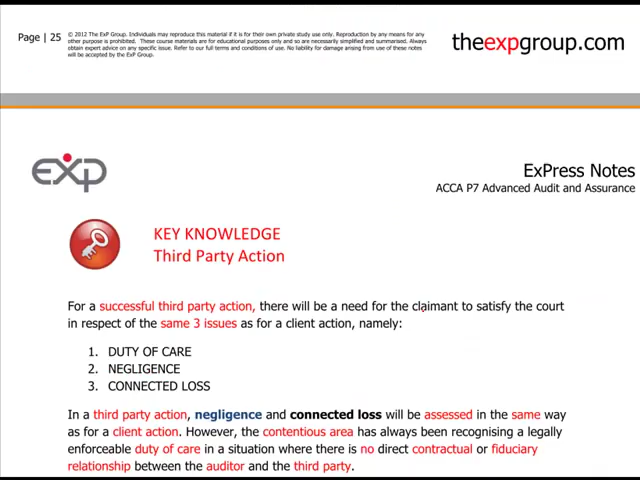 Page | 25
© 2012 The ExP Group. Individuals may reproduce this material if it is for their own private study use only. Reproduction by any means for any
other purpose is prohibited. These course materials are for educational purposes only and so are necessarily simplified and summarised. Always
obtain expert advice on any specific issue. Refer to our full terms and conditions of use. No liability for damage arising from use of these notes
will be accepted by the ExP Group.
theexpgroup.com
exp
ExPress Notes
ACCA P7 Advanced Audit and Assurance
KEY KNOWLEDGE
Third Party Action
For a successful third party action, there will be a need for the claimant to satisfy the court
in respect of the same 3 issues as for a client action, namely:
1. DUTY OF CARE
2. NEGLIGENCE
3. CONNECTED LOSS
In a third party action, negligence and connected loss will be assessed in the same way
as for a client action. However, the contentious area has always been recognising a legally
enforceable duty of care in a situation where there is no direct contractual or fiduciary
relationship between the auditor and the third party.